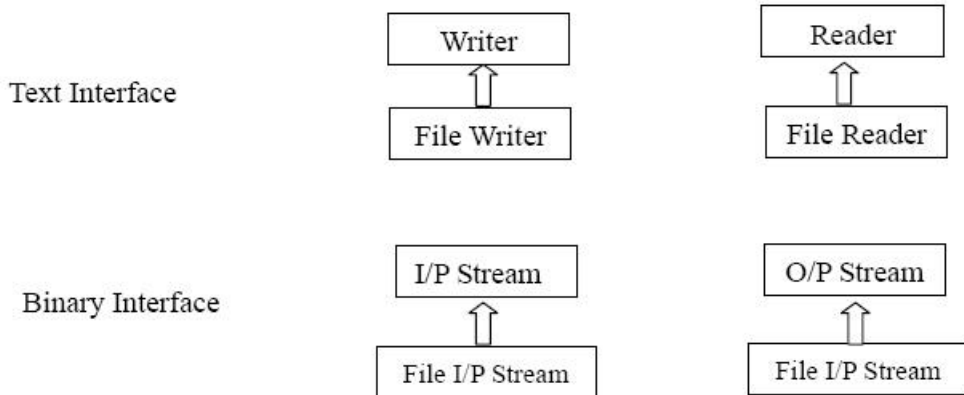 Writer
Reader
Text Interface
File Writer
File Reader
I/P Stream
O/P Stream
Binary Interface
File I/P Stream
File I/P Stream